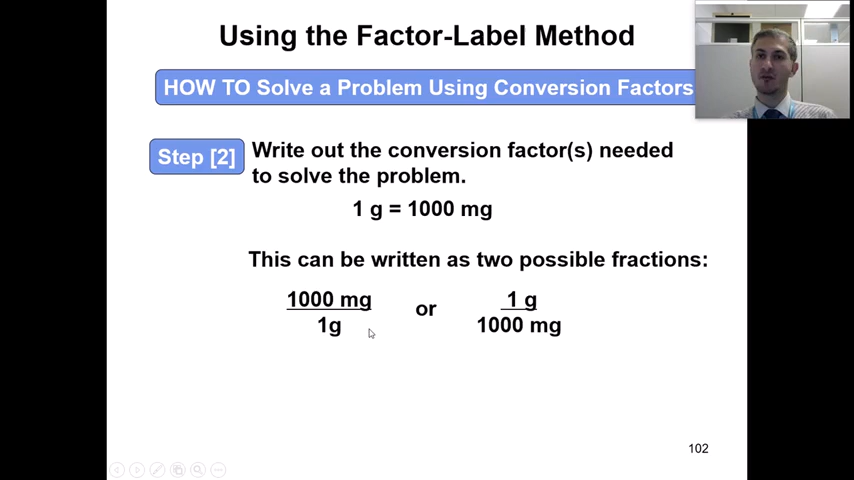 Using the Factor-Label Method
HOW TO Solve a Problem Using Conversion Factors
Step [2]
Write out the conversion factor(s) needed
to solve the problem.
1 g = 1000 mg
This can be written as two possible fractions:
1000 mg
1g
or
1 g
1000 mg
102